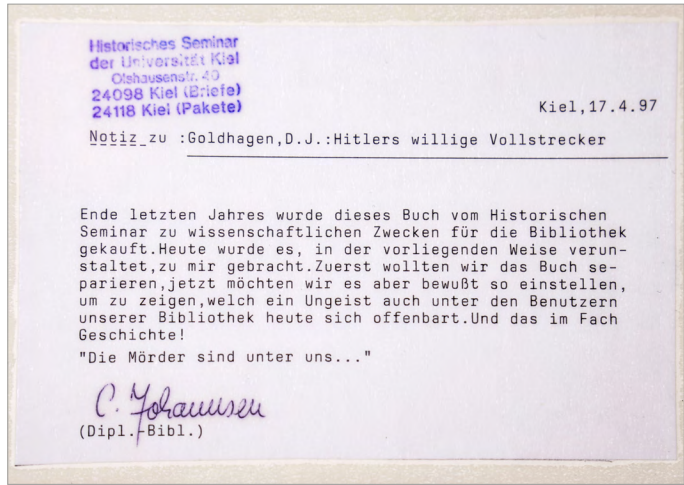 Historisches Seminar
der Universität Kiel
Olshausenstr. 40
24098 Kiel (Briefe)
24118 Kiel (Pakete)
Kiel,17.4.97
Notiz zu :Goldhagen,D.J.:Hitlers willige Vollstrecker
Ende letzten Jahres wurde dieses Buch vom Historischen
Seminar zu wissenschaftlichen Zwecken für die Bibliothek
gekauft.Heute wurde es, in der vorliegenden Weise verun-
staltet,zu mir gebracht.Zuerst wollten wir das Buch se-
parieren,jetzt möchten wir es aber bewußt so einstellen,
um zu zeigen,welch ein Ungeist auch unter den Benutzern
unserer Bibliothek heute sich offenbart.Und das im Fach
Geschichte!
"Die Mörder sind unter uns..."
C. Johannsen
(Dipl.-Bibl.)